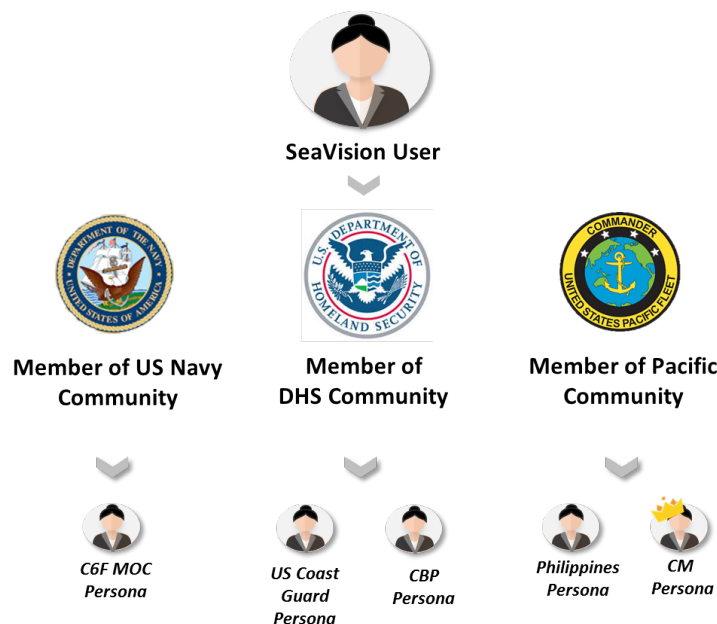 SeaVision User
DEPARTMENT OF THE NAVY
UNITED STATES OF AMERICA
U.S. DEPARTMENT OF
HOMELAND SECURITY
COMMANDER
UNITED STATES PACIFIC FLEET
Member of US Navy
Community
Member of
DHS Community
Member of Pacific
Community
C6F MOC
Persona
US Coast
Guard
Persona
CBP
Persona
Philippines
Persona
CM
Persona